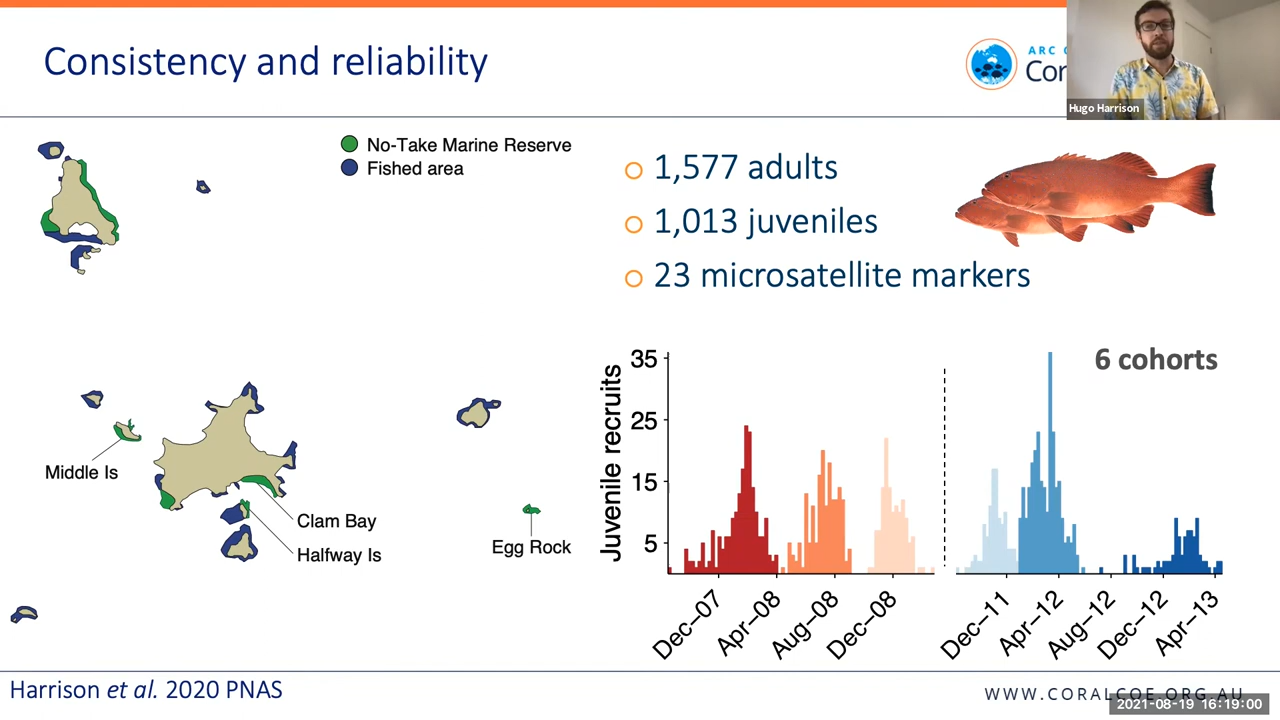 Consistency and reliability
ARC C
Cor
Hugo Harrison
No-Take Marine Reserve
Fished area
1,577 adults
1,013 juveniles
23 microsatellite markers
Middle Is
Clam Bay
Halfway Is
Egg Rock
6 cohorts
Juvenile recruits
35
25
15
5
Dec–07
Apr–08
Aug–08
Dec–08
Dec–11
Apr–12
Aug–12
Dec–12
Apr–13
Harrison et al. 2020 PNAS
WWW.CORALCOE.ORG.AU
2021-08-19 16:19:00